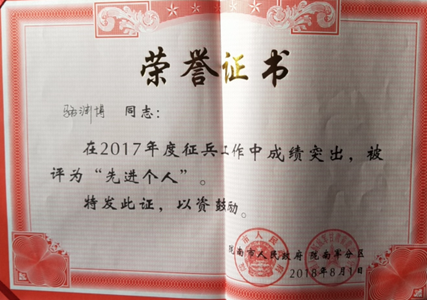 荣誉证书
骆润博 同志：
在2017年度征兵工作中成绩突出，被
评为“先进个人”。
特发此证，以资鼓励。
陇南市人民政府 陇南军分区
2018年8月1日